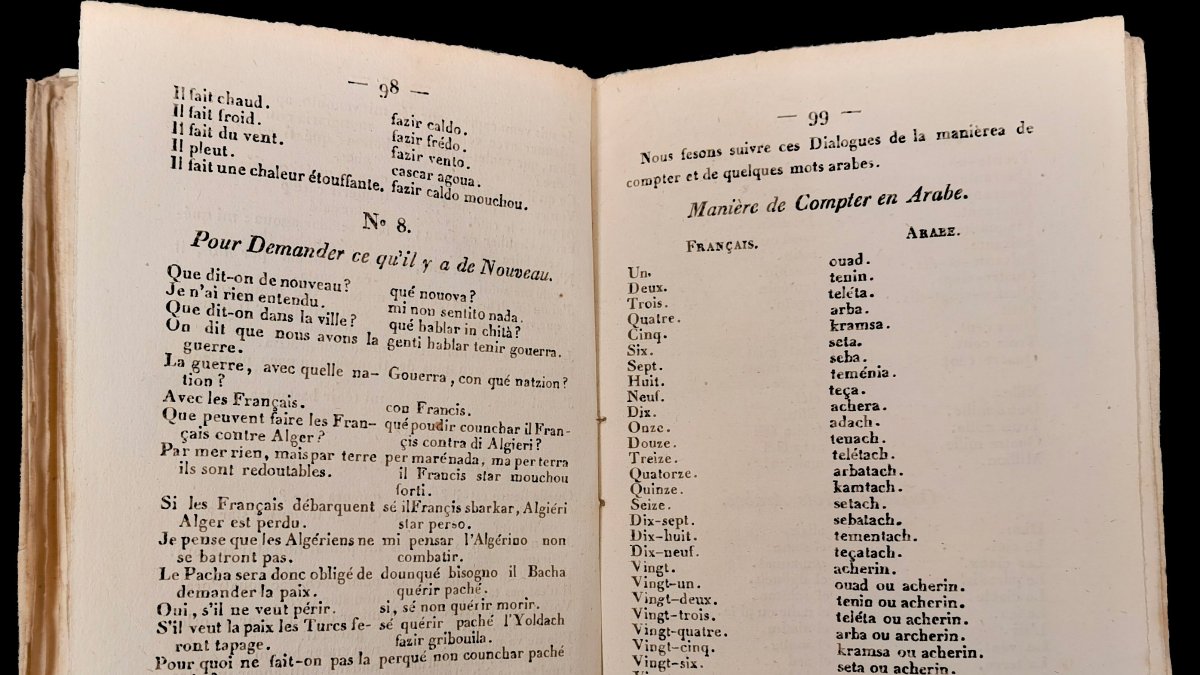 — 98 —
Il fait chaud. fazir caldo.
Il fait froid. fazir frédo.
Il fait du vent. fazir vento.
Il pleut. cascar agoua.
Il fait une chaleur étouffante. fazir caldo mouchou.
N° 8.
Pour Demander ce qu'il y a de Nouveau.
Que dit-on de nouveau? qué nouova?
Je n'ai rien entendu. mi non sentito nada.
Que dit-on dans la ville? qué hablar in chità?
On dit que nous avons la genti hablar tenir gouerra.
guerre.
La guerre, avec quelle na- Gouerra, con qué natzion?
tion?
Avec les Français. con Francis.
Que peuvent faire les Fran- qué poudir counchar il Fran-
çais contre Alger? çis contra di Algieri?
Par mer rien, mais par terre per marénada, ma per terra
ils sont redoutables. il Francis star mouchou
forti.
Si les Français débarquent sé il Françis sbarkar, Algiéri
Alger est perdu. star perso.
Je pense que les Algériens ne mi pensar l'Algérino non
se batront pas. combatir.
Le Pacha sera donc obligé de dounqué bisogno il Bacha
demander la paix. quérir paché.
Oui, s'il ne veut périr. si, sé non quérir morir.
S'il veut la paix les Turcs fe- sé quérir paché l'Yoldach
ront tapage. fazir gribouila.
Pour quoi ne fait-on pas la perqué non counchar paché
— 99 —
Nous fesons suivre ces Dialogues de la manièrea de
compter et de quelques mots arabes.
Manière de Compter en Arabe.
FRANÇAIS. ARABE.
Un. ouad.
Deux. tenin.
Trois. teléta.
Quatre. arba.
Cinq. kramsa.
Six. seta.
Sept. seba.
Huit. teménia.
Neuf. teça.
Dix. achera.
Onze. adach.
Douze. tenach.
Treize. telétach.
Quatorze. arbatach.
Quinze. kamtach.
Seize. setach.
Dix-sept. sebatach.
Dix-huit. tementach.
Dix-neuf. teçatach.
Vingt. acherin.
Vingt-un. ouad ou acherin.
Vingt-deux. tenin ou acherin.
Vingt-trois. teléta ou acherin.
Vingt-quatre. arba ou archerin.
Vingt-cinq. kramsa ou acherin.
Vingt-six. seta ou acherin.